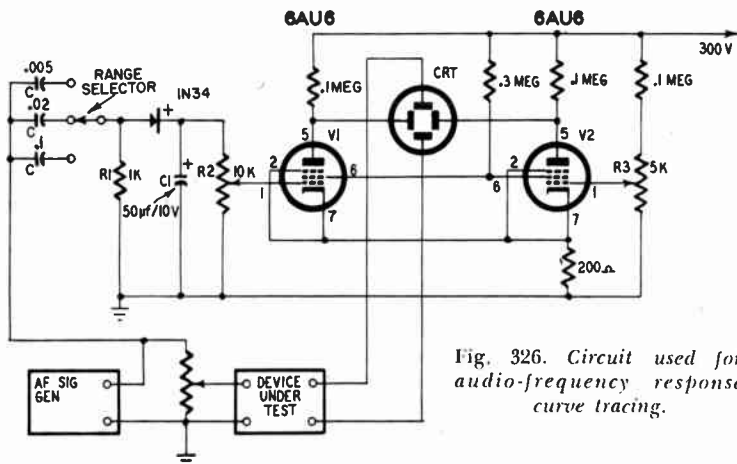 6AU6
6AU6
300 V
.005
C
RANGE
SELECTOR
.02
C
1N34
+
.1
C
R1
1K
C1
+
50µf/10V
R2
10 K
.1MEG
CRT
.3 MEG
.1 MEG
.1 MEG
5
V1
2
1
6
7
5
V2
2
6
1
7
R3
5K
200Ω
AF SIG
GEN
DEVICE
UNDER
TEST
Fig. 326. Circuit used for
audio-frequency response
curve tracing.